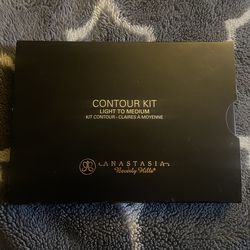 CONTOUR KIT
LIGHT TO MEDIUM
KIT CONTOUR - CLAIRES À MOYENNE
ANASTASIA
Beverly Hills®